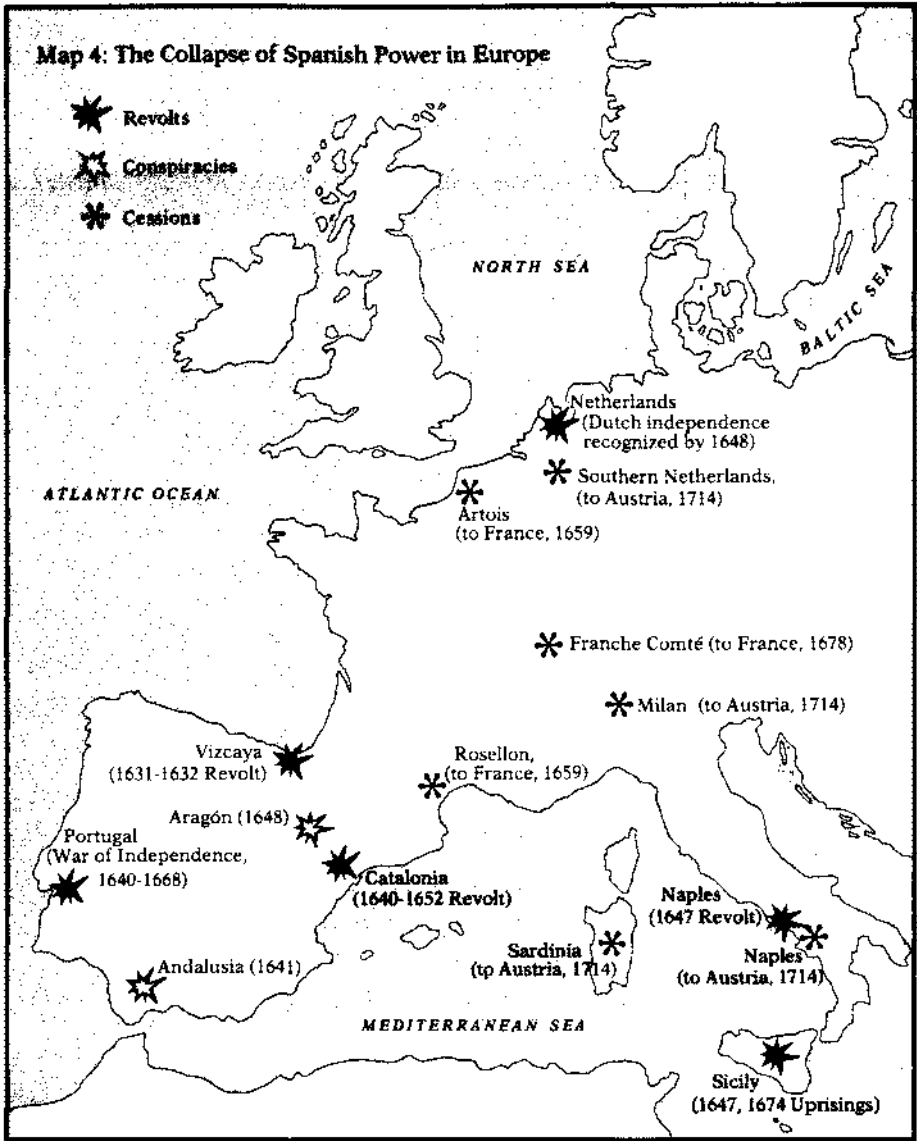 Map 4: The Collapse of Spanish Power in Europe
Revolts
Conspiracies
Cessions
NORTH SEA
BALTIC SEA
Netherlands
(Dutch independence
recognized by 1648)
ATLANTIC OCEAN
Southern Netherlands,
(to Austria, 1714)
Artois
(to France, 1659)
Franche Comté (to France, 1678)
Milan (to Austria, 1714)
Vizcaya
(1631-1632 Revolt)
Rosellon,
(to France, 1659)
Aragón (1648)
Portugal
(War of Independence,
1640-1668)
Catalonia
(1640-1652 Revolt)
Naples
(1647 Revolt)
Sardinia
(to Austria, 1714)
Naples
(to Austria, 1714)
Andalusia (1641)
MEDITERRANEAN SEA
Sicily
(1647, 1674 Uprisings)